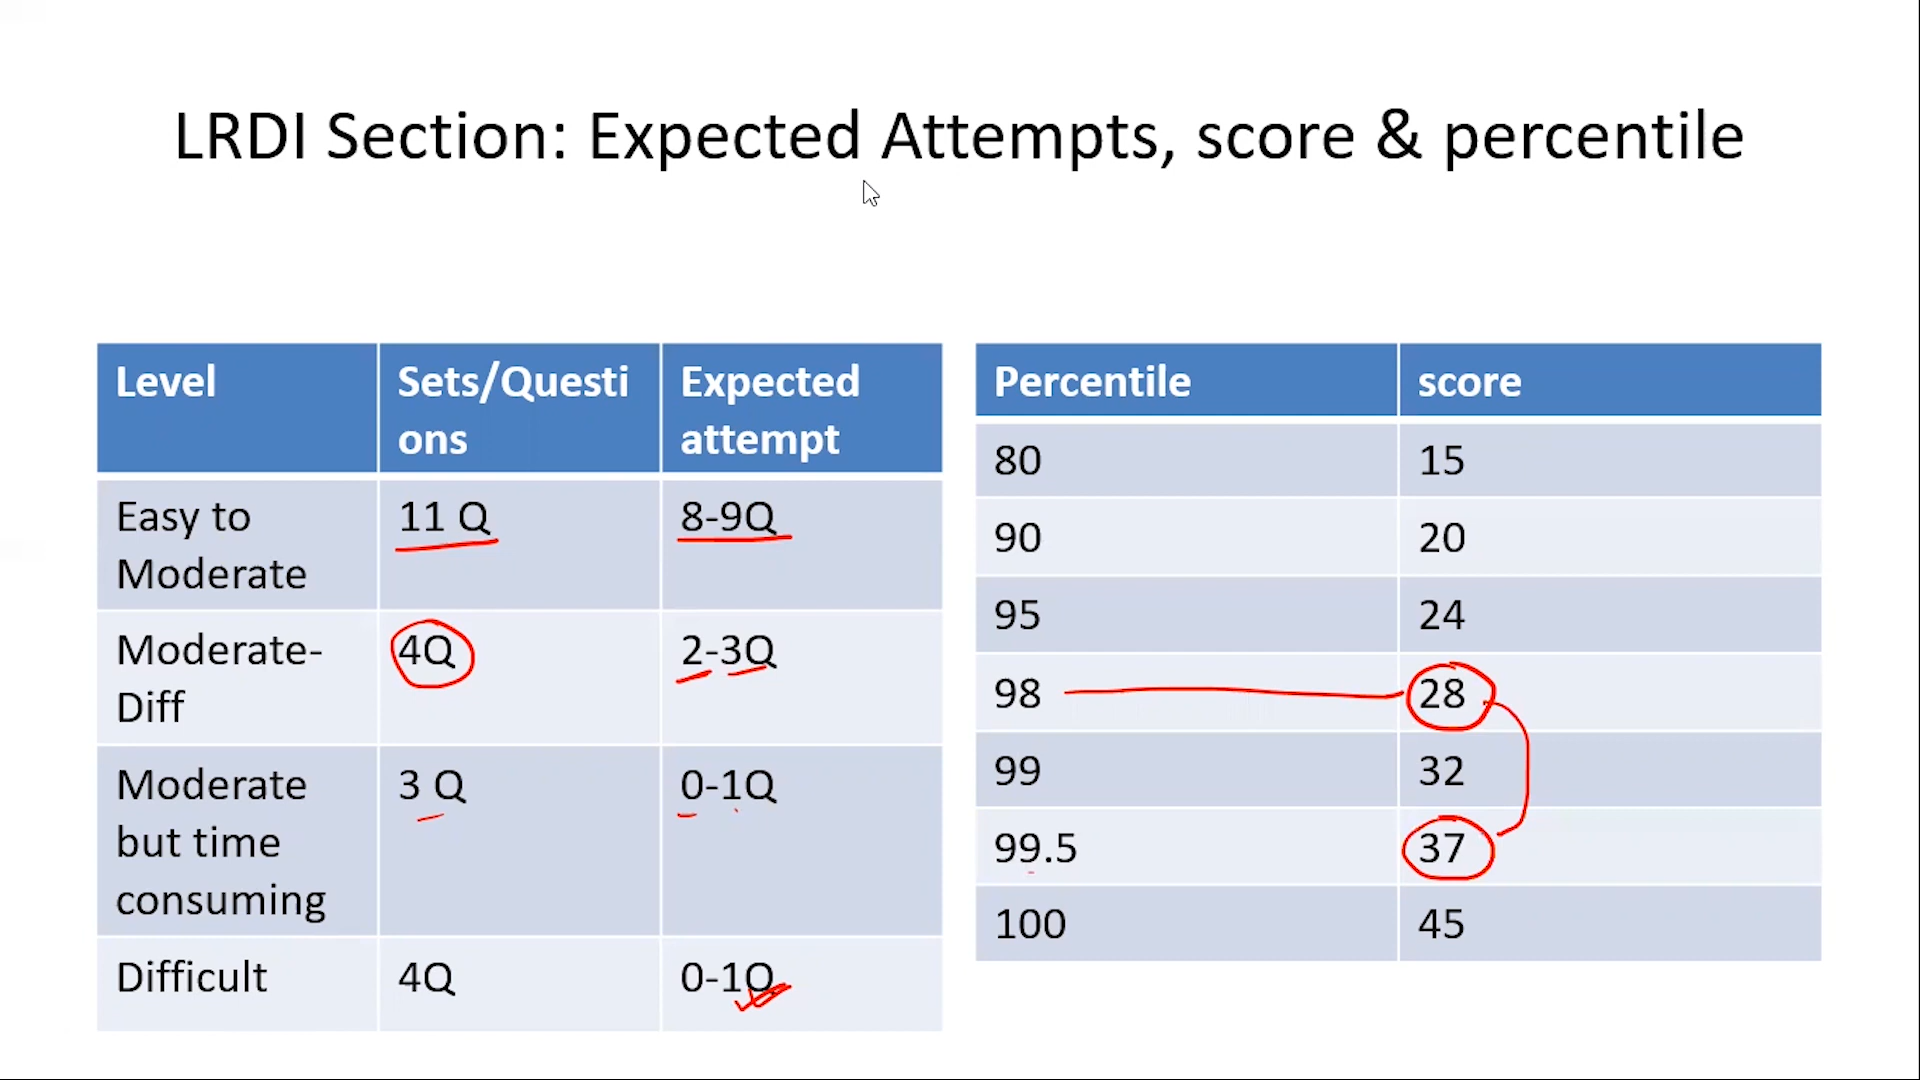 LRDI Section: Expected Attempts, score & percentile
Level
Sets/Questi
ons
Expected
attempt
Easy to
Moderate
11 Q
8-9Q
Moderate-
Diff
4Q
2-3Q
Moderate
but time
consuming
3 Q
0-1Q
Difficult
4Q
0-1Q
Percentile
score
80
15
90
20
95
24
98
28
99
32
99.5
37
100
45